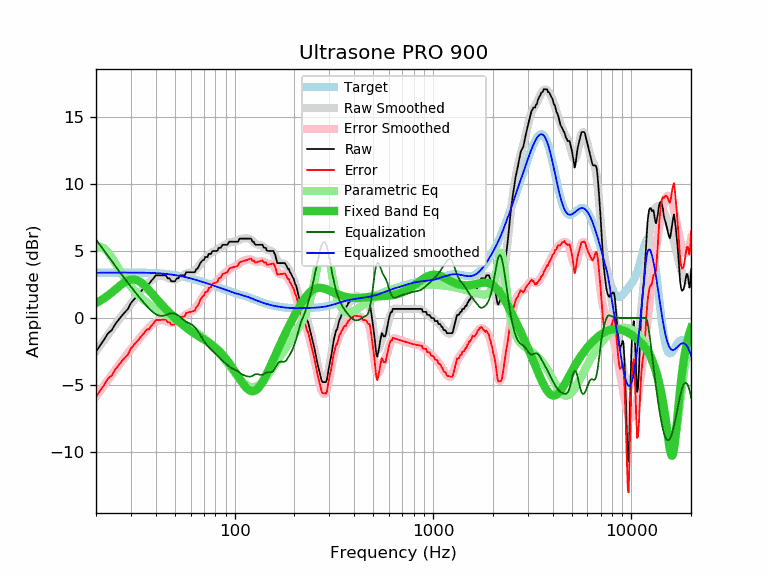 Ultrasone PRO 900
Target
Raw Smoothed
Error Smoothed
Raw
Error
Parametric Eq
Fixed Band Eq
Equalization
Equalized smoothed
Amplitude (dBr)
15
10
5
0
−5
−10
100
1000
10000
Frequency (Hz)